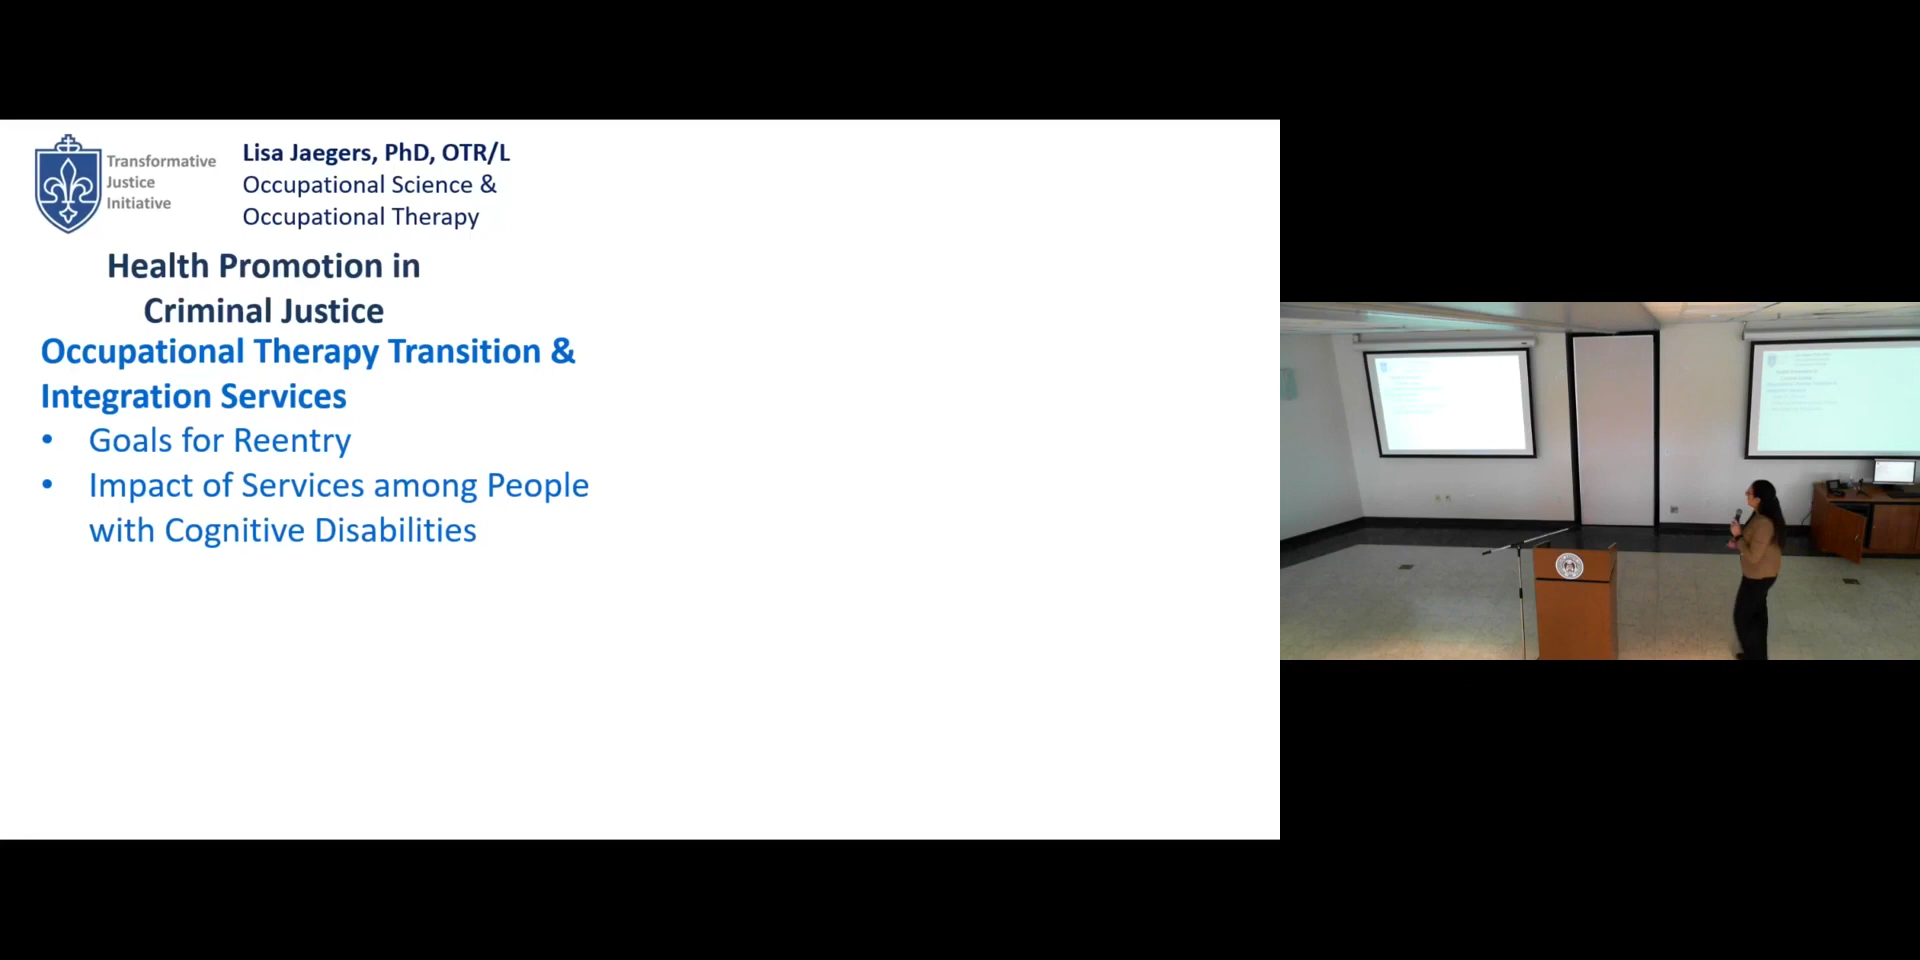 Transformative
Justice
Initiative
Lisa Jaegers, PhD, OTR/L
Occupational Science &
Occupational Therapy
Health Promotion in
Criminal Justice
Occupational Therapy Transition &
Integration Services
• Goals for Reentry
• Impact of Services among People
with Cognitive Disabilities